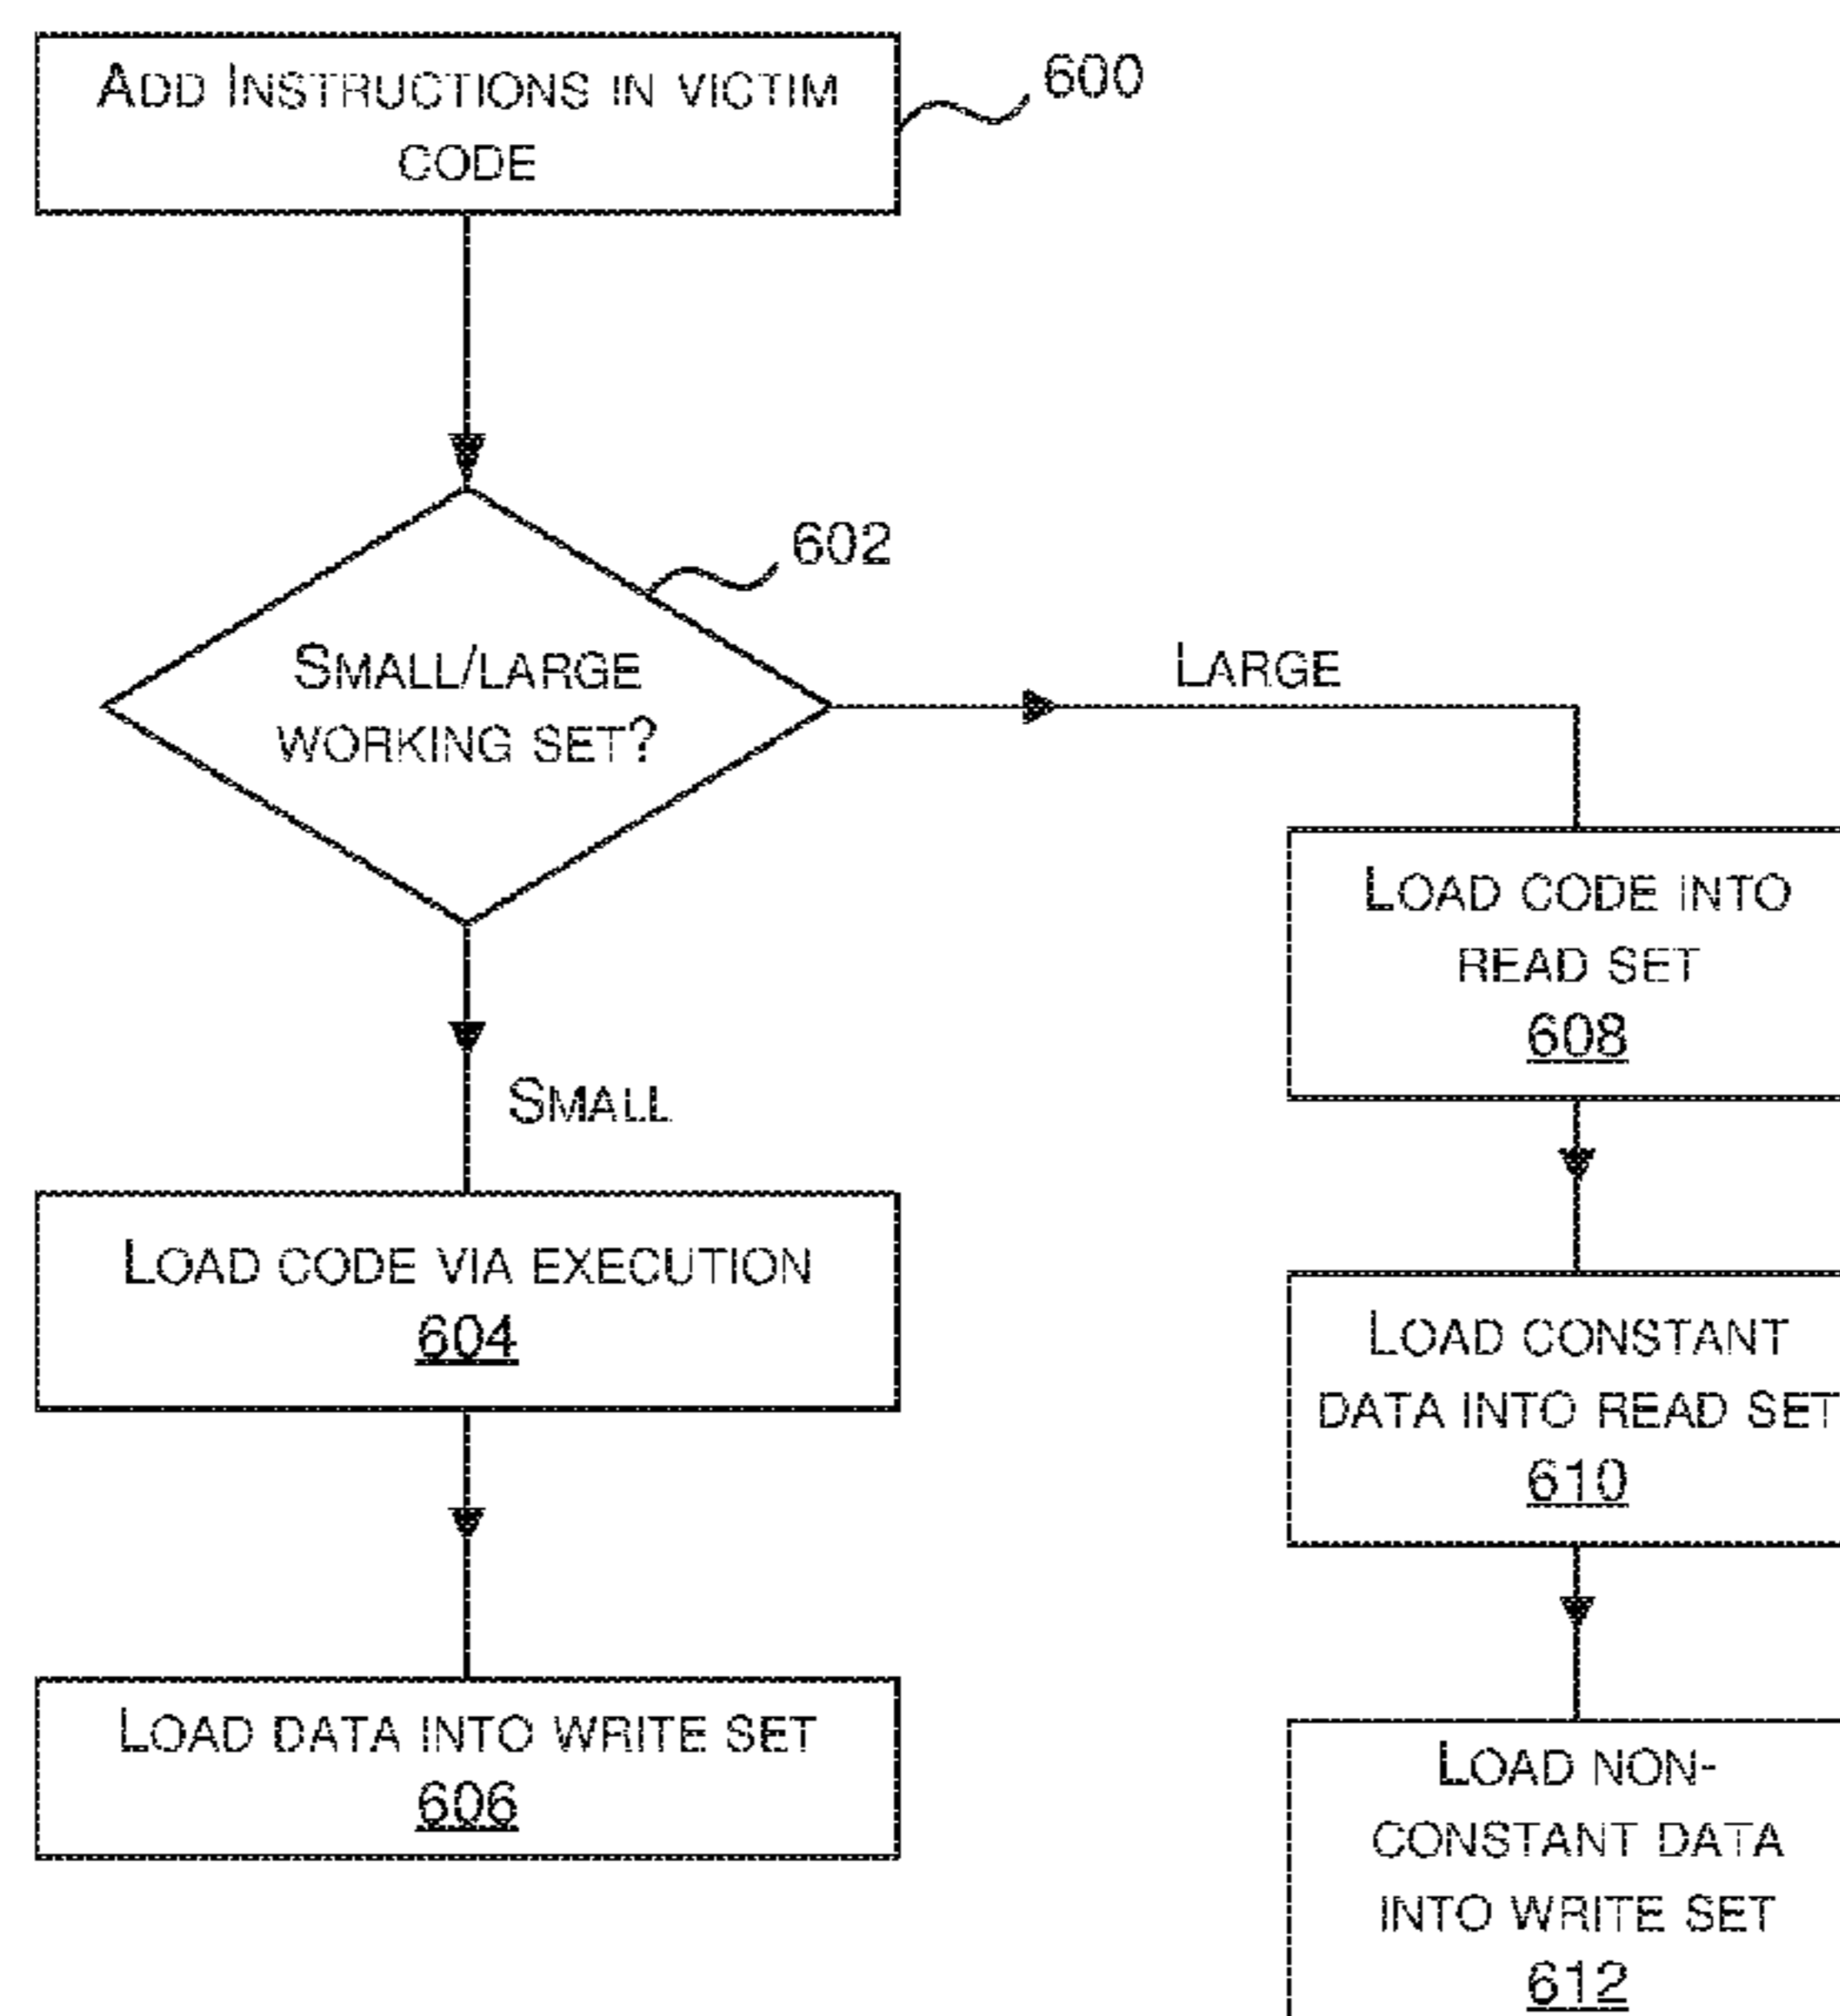 ADD INSTRUCTIONS IN VICTIM
CODE
600
602
SMALL/LARGE
WORKING SET?
LARGE
SMALL
LOAD CODE VIA EXECUTION
604
LOAD DATA INTO WRITE SET
606
LOAD CODE INTO
READ SET
608
LOAD CONSTANT
DATA INTO READ SET
610
LOAD NON-
CONSTANT DATA
INTO WRITE SET
612